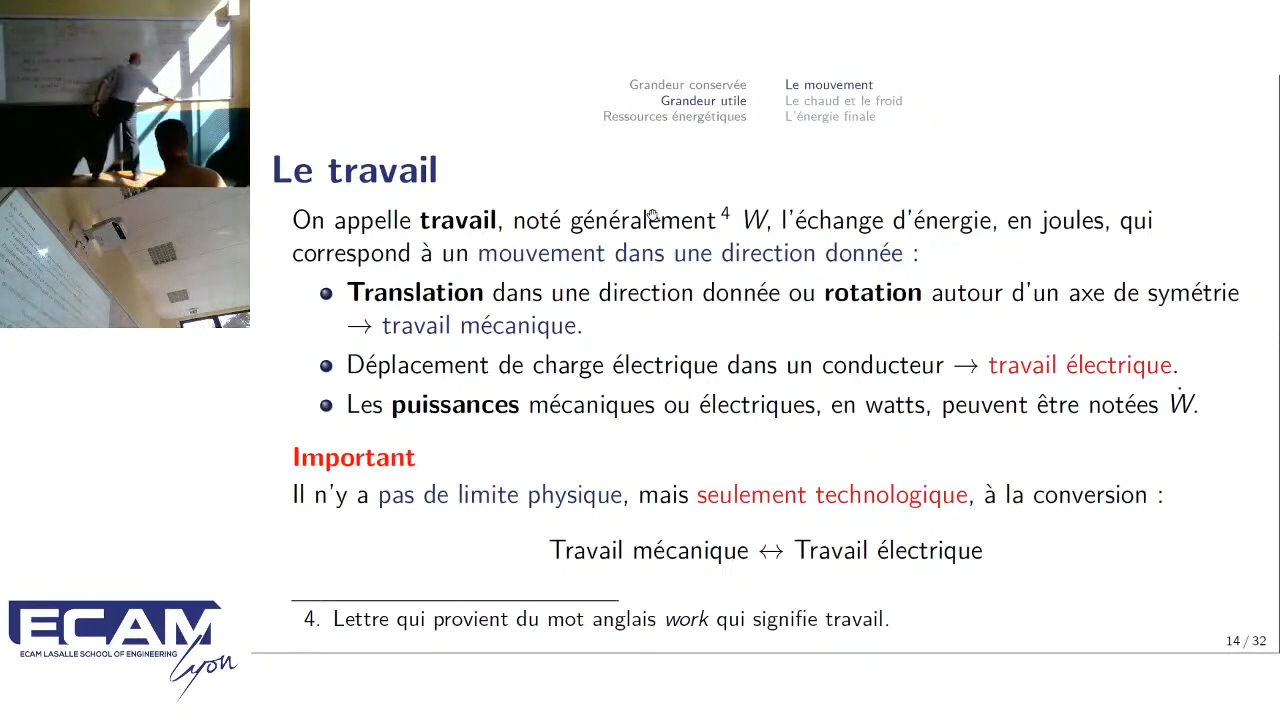 Grandeur conservée
Grandeur utile
Ressources énergétiques
Le mouvement
Le chaud et le froid
L'énergie finale
Le travail
On appelle travail, noté généralement 4 W, l'échange d'énergie, en joules, qui
correspond à un mouvement dans une direction donnée :
Translation dans une direction donnée ou rotation autour d'un axe de symétrie
→ travail mécanique.
Déplacement de charge électrique dans un conducteur → travail électrique.
Les puissances mécaniques ou électriques, en watts, peuvent être notées Ẇ.
Important
Il n'y a pas de limite physique, mais seulement technologique, à la conversion :
Travail mécanique ↔ Travail électrique
4. Lettre qui provient du mot anglais work qui signifie travail.
14 / 32
ECAM
ECAM LASALLE SCHOOL OF ENGINEERING
Lyon